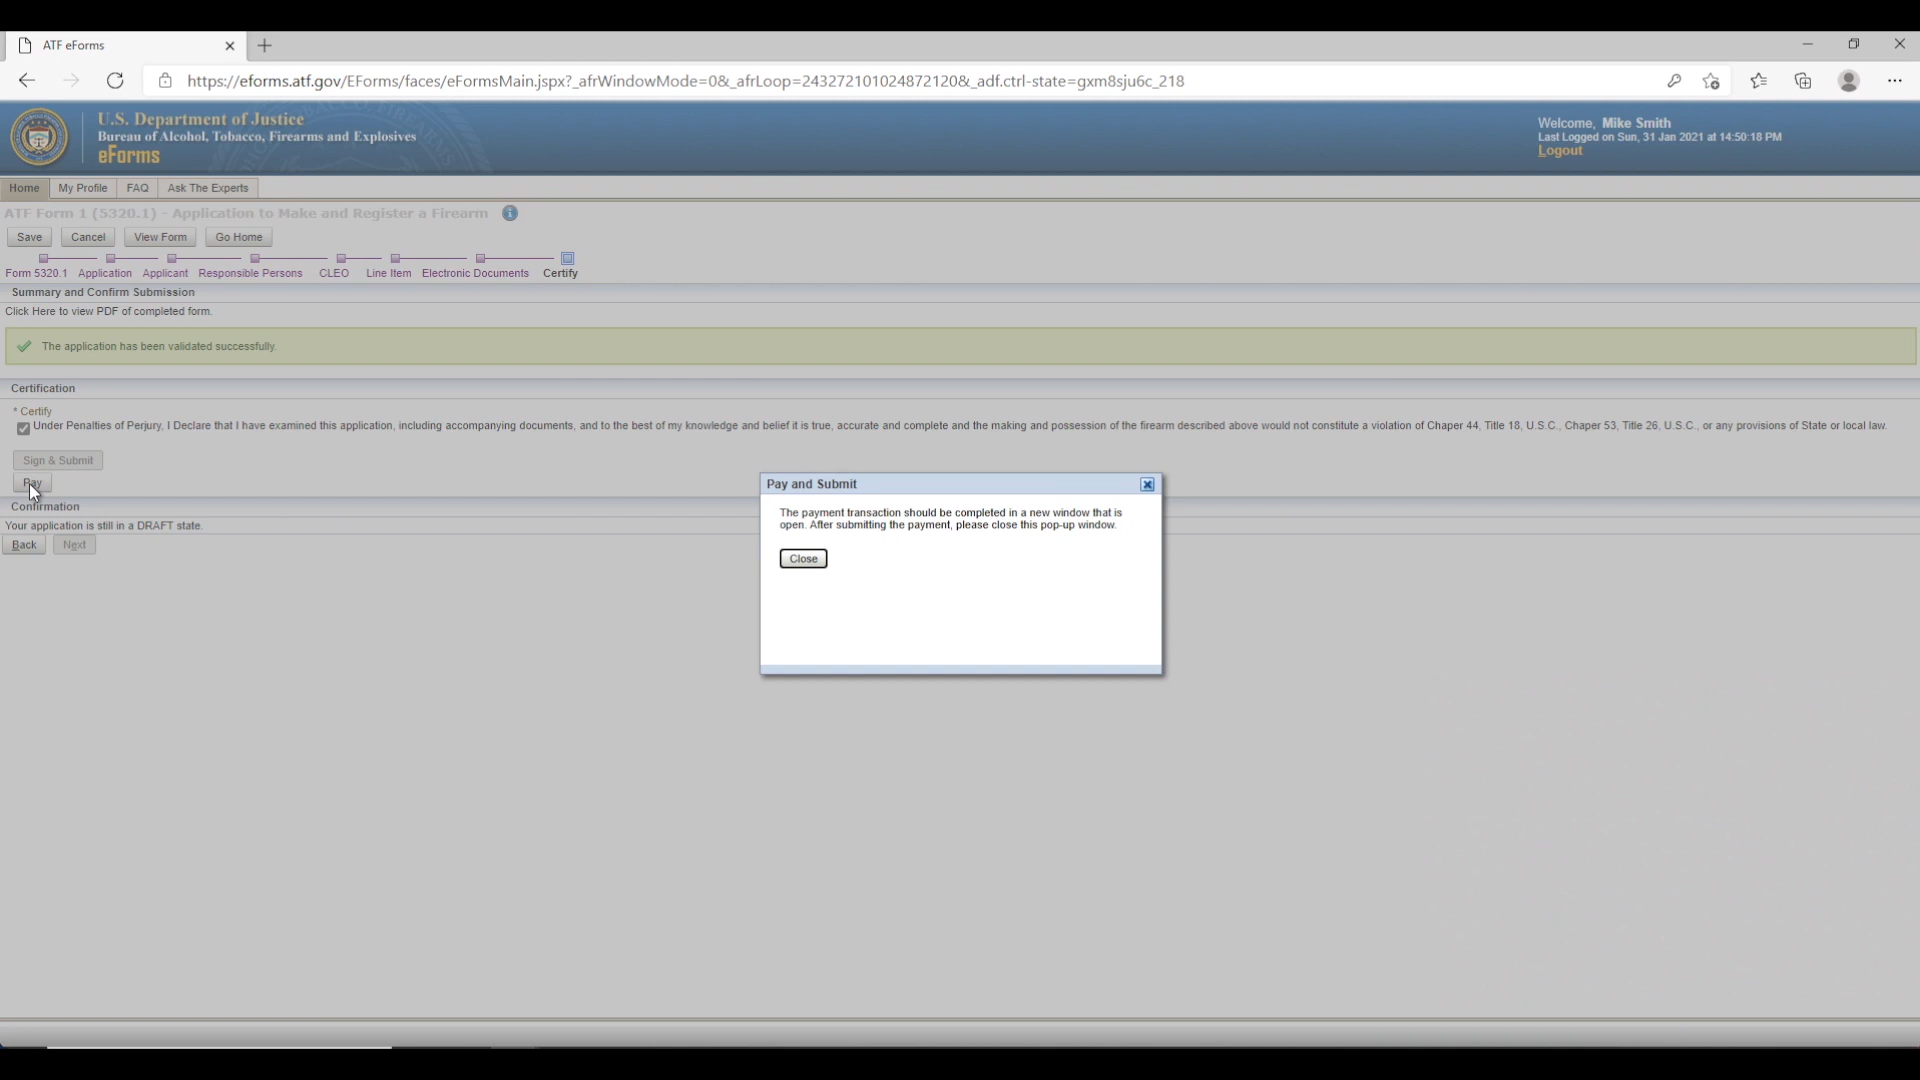 ATF eForms
https://eforms.atf.gov/EForms/faces/eFormsMain.jspx?_afrWindowMode=0&_afrLoop=2432721010248721208&_adf.ctrl-state=gxm8sju6c_218
U.S. Department of Justice
Bureau of Alcohol, Tobacco, Firearms and Explosives
eForms
Welcome, Mike Smith
Last Logged on Sun, 31 Jan 2021 at 14:50:18 PM
Logout
Home My Profile FAQ Ask The Experts
ATF Form 1 (5320.1) - Application to Make and Register a Firearm
Save Cancel View Form Go Home
Form 5320.1 Application Applicant Responsible Persons CLEO Line Item Electronic Documents Certify
Summary and Confirm Submission
Click Here to view PDF of completed form.
The application has been validated successfully.
Certification
* Certify
Under Penalties of Perjury, I Declare that I have examined this application, including accompanying documents, and to the best of my knowledge and belief it is true, accurate and complete and the making and possession of the firearm described above would not constitute a violation of Chaper 44, Title 18, U.S.C., Chaper 53, Title 26, U.S.C., or any provisions of State or local law.
Sign & Submit
Pay
Confirmation
Your application is still in a DRAFT state.
Back Next
Pay and Submit
The payment transaction should be completed in a new window that is
open. After submitting the payment, please close this pop-up window.
Close